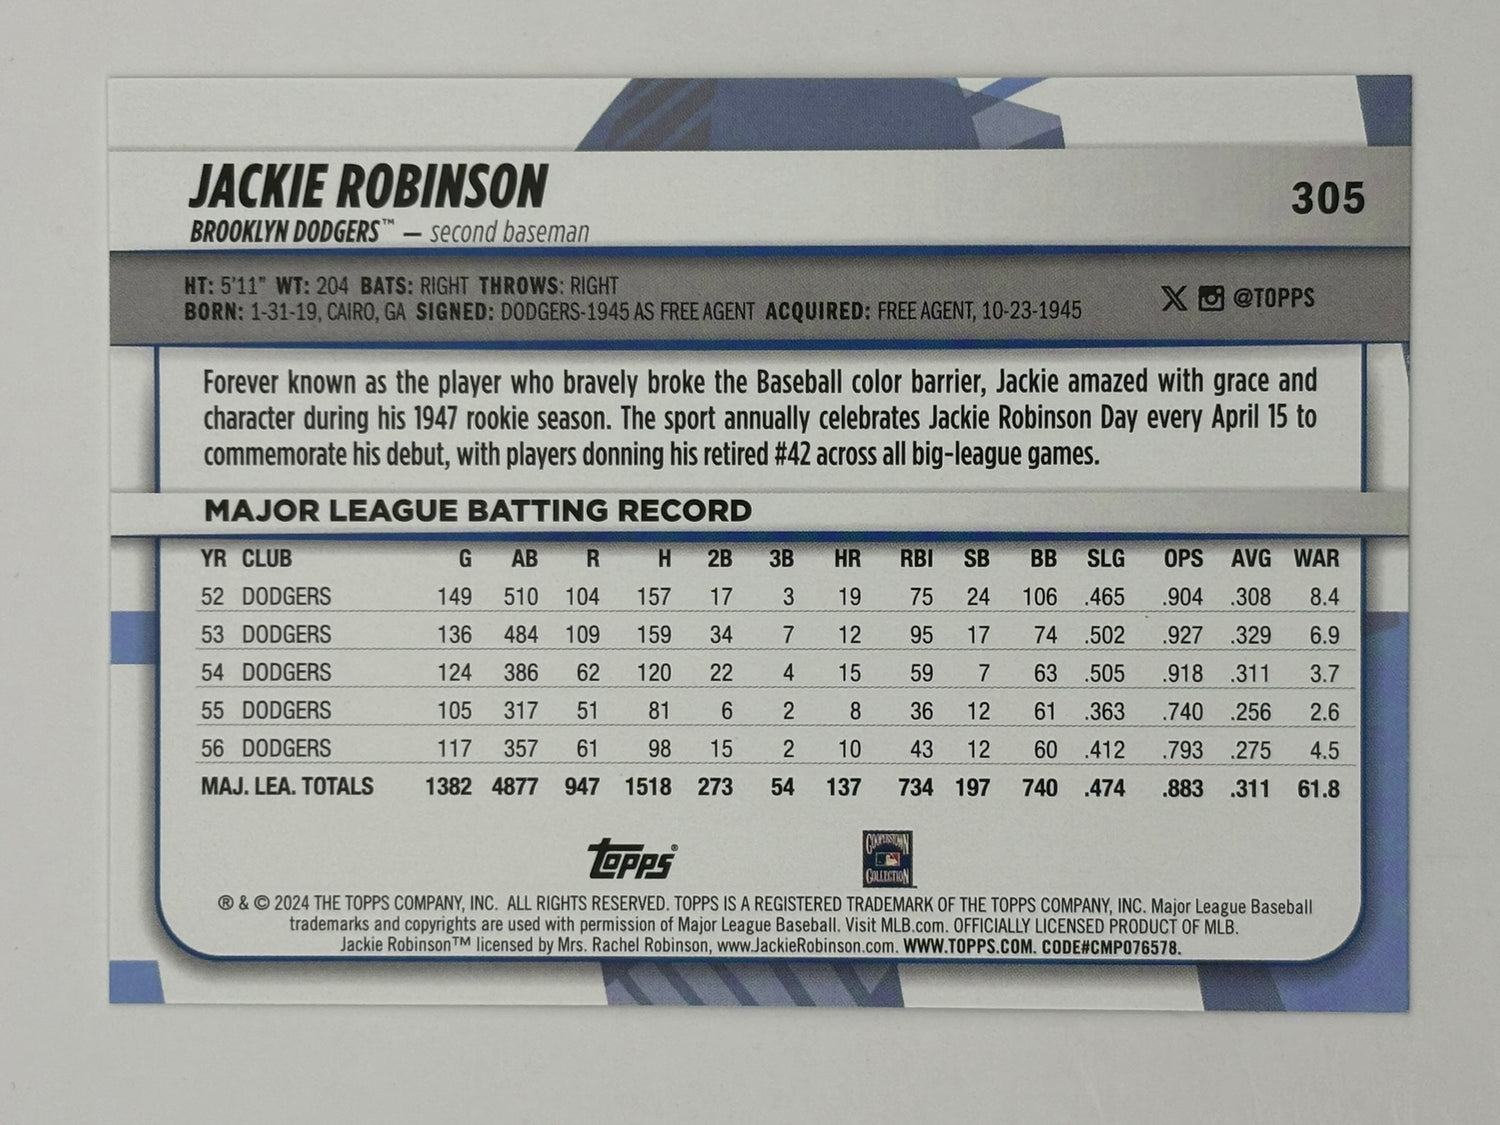 JACKIE ROBINSON
305
BROOKLYN DODGERS™ — second baseman
HT: 5'11" WT: 204 BATS: RIGHT THROWS: RIGHT
BORN: 1-31-19, CAIRO, GA SIGNED: DODGERS-1945 AS FREE AGENT ACQUIRED: FREE AGENT, 10-23-1945
X @TOPPS
Forever known as the player who bravely broke the Baseball color barrier, Jackie amazed with grace and
character during his 1947 rookie season. The sport annually celebrates Jackie Robinson Day every April 15 to
commemorate his debut, with players donning his retired #42 across all big-league games.
MAJOR LEAGUE BATTING RECORD
YR CLUB G AB R H 2B 3B HR RBI SB BB SLG OPS AVG WAR
52 DODGERS 149 510 104 157 17 3 19 75 24 106 .465 .904 .308 8.4
53 DODGERS 136 484 109 159 34 7 12 95 17 74 .502 .927 .329 6.9
54 DODGERS 124 386 62 120 22 4 15 59 7 63 .505 .918 .311 3.7
55 DODGERS 105 317 51 81 6 2 8 36 12 61 .363 .740 .256 2.6
56 DODGERS 117 357 61 98 15 2 10 43 12 60 .412 .793 .275 4.5
MAJ. LEA. TOTALS 1382 4877 947 1518 273 54 137 734 197 740 .474 .883 .311 61.8
Topps®
COOPERSTOWN
COLLECTION
® & © 2024 THE TOPPS COMPANY, INC. ALL RIGHTS RESERVED. TOPPS IS A REGISTERED TRADEMARK OF THE TOPPS COMPANY, INC. Major League Baseball
trademarks and copyrights are used with permission of Major League Baseball. Visit MLB.com. OFFICIALLY LICENSED PRODUCT OF MLB.
Jackie Robinson™ licensed by Mrs. Rachel Robinson, www.JackieRobinson.com. WWW.TOPPS.COM. CODE#CMP076578.